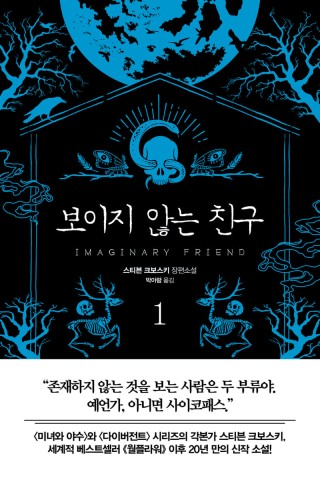 보이지 않는 친구
IMAGINARY FRIEND
스티븐 크보스키 장편소설
박아람 옮김
1
“존재하지 않는 것을 보는 사람은 두 부류야.
예언가, 아니면 사이코패스.”
〈미녀와 야수〉와 〈다이버전트〉 시리즈의 각본가 스티븐 크보스키,
세계적 베스트셀러 《월플라워》 이후 20년 만의 신작 소설!